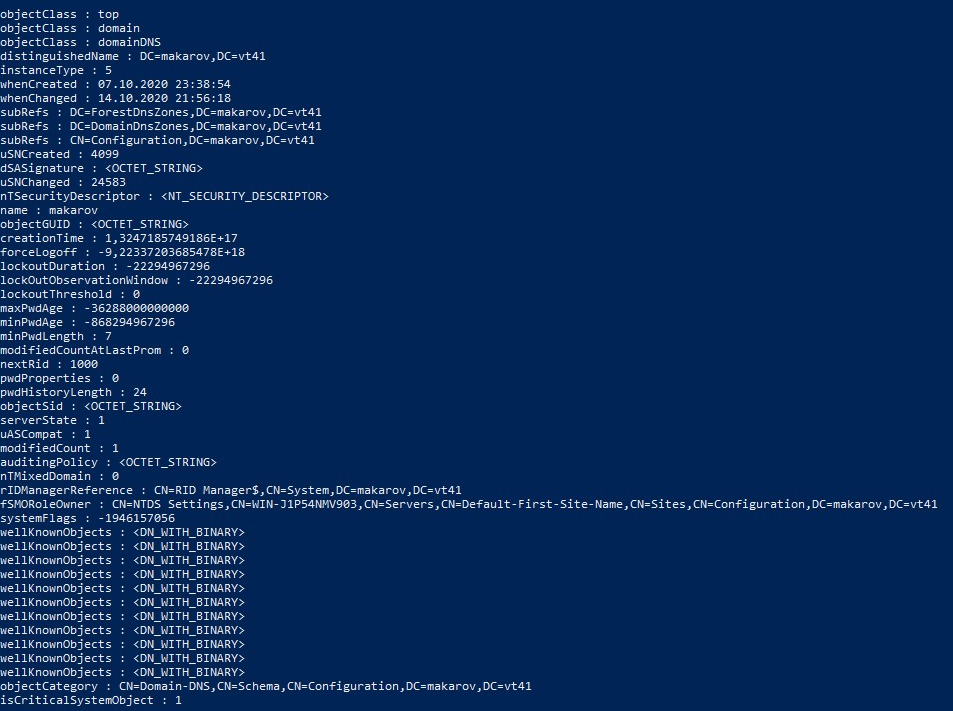 objectClass : top
objectClass : domain
objectClass : domainDNS
distinguishedName : DC=makarov,DC=vt41
instanceType : 5
whenCreated : 07.10.2020 23:38:54
whenChanged : 14.10.2020 21:56:18
subRefs : DC=ForestDnsZones,DC=makarov,DC=vt41
subRefs : DC=DomainDnsZones,DC=makarov,DC=vt41
subRefs : CN=Configuration,DC=makarov,DC=vt41
uSNCreated : 4099
dSASignature : <OCTET_STRING>
uSNChanged : 24583
nTSecurityDescriptor : <NT_SECURITY_DESCRIPTOR>
name : makarov
objectGUID : <OCTET_STRING>
creationTime : 1,3247185749186E+17
forceLogoff : -9,22337203685478E+18
lockoutDuration : -22294967296
lockOutObservationWindow : -22294967296
lockoutThreshold : 0
maxPwdAge : -36288000000000
minPwdAge : -868294967296
minPwdLength : 7
modifiedCountAtLastProm : 0
nextRid : 1000
pwdProperties : 0
pwdHistoryLength : 24
objectSid : <OCTET_STRING>
serverState : 1
uASCompat : 1
modifiedCount : 1
auditingPolicy : <OCTET_STRING>
nTMixedDomain : 0
rIDManagerReference : CN=RID Manager$,CN=System,DC=makarov,DC=vt41
fSMORoleOwner : CN=NTDS Settings,CN=WIN-J1P54NMV903,CN=Servers,CN=Default-First-Site-Name,CN=Sites,CN=Configuration,DC=makarov,DC=vt41
systemFlags : -1946157056
wellKnownObjects : <DN_WITH_BINARY>
wellKnownObjects : <DN_WITH_BINARY>
wellKnownObjects : <DN_WITH_BINARY>
wellKnownObjects : <DN_WITH_BINARY>
wellKnownObjects : <DN_WITH_BINARY>
wellKnownObjects : <DN_WITH_BINARY>
wellKnownObjects : <DN_WITH_BINARY>
wellKnownObjects : <DN_WITH_BINARY>
wellKnownObjects : <DN_WITH_BINARY>
wellKnownObjects : <DN_WITH_BINARY>
wellKnownObjects : <DN_WITH_BINARY>
objectCategory : CN=Domain-DNS,CN=Schema,CN=Configuration,DC=makarov,DC=vt41
isCriticalSystemObject : 1